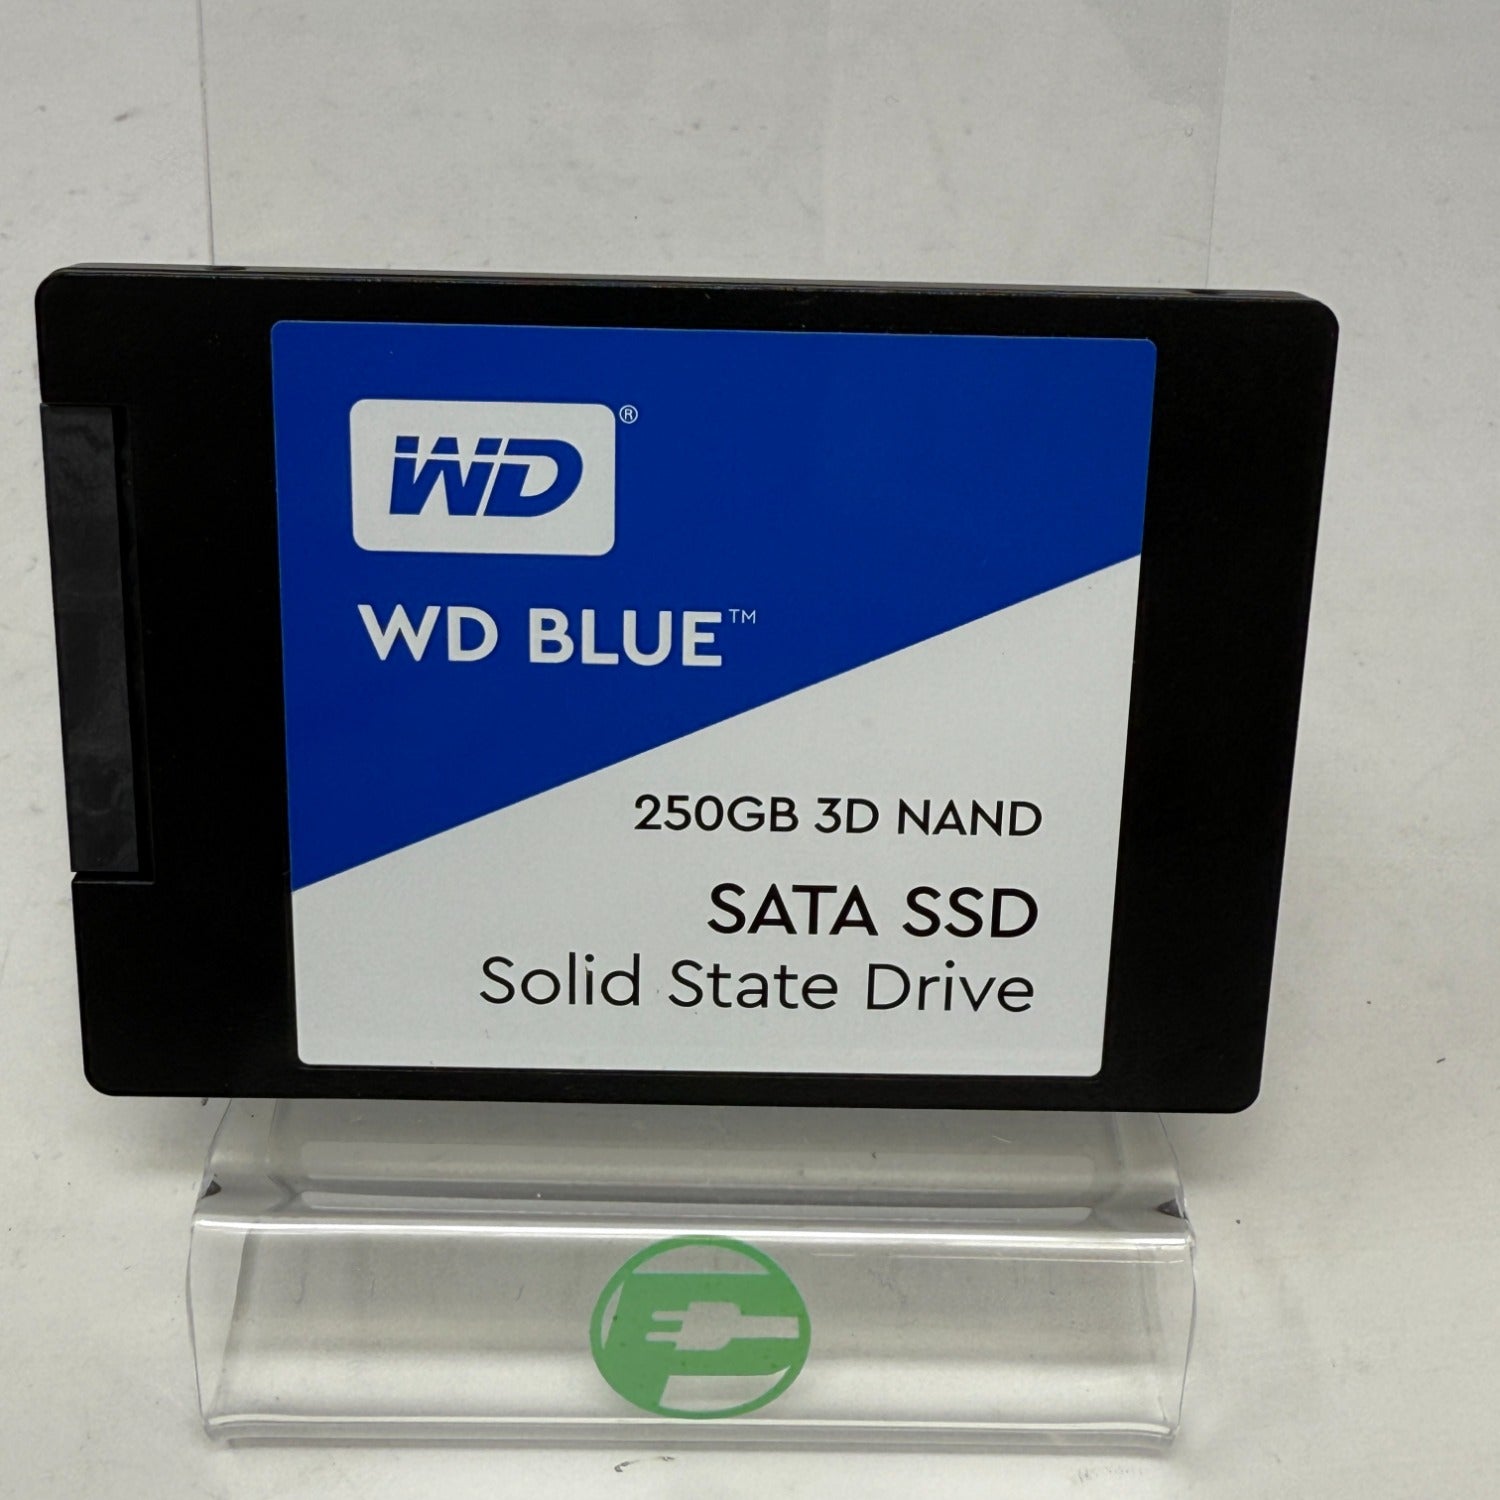 WD®
WD BLUE™
250GB 3D NAND
SATA SSD
Solid State Drive